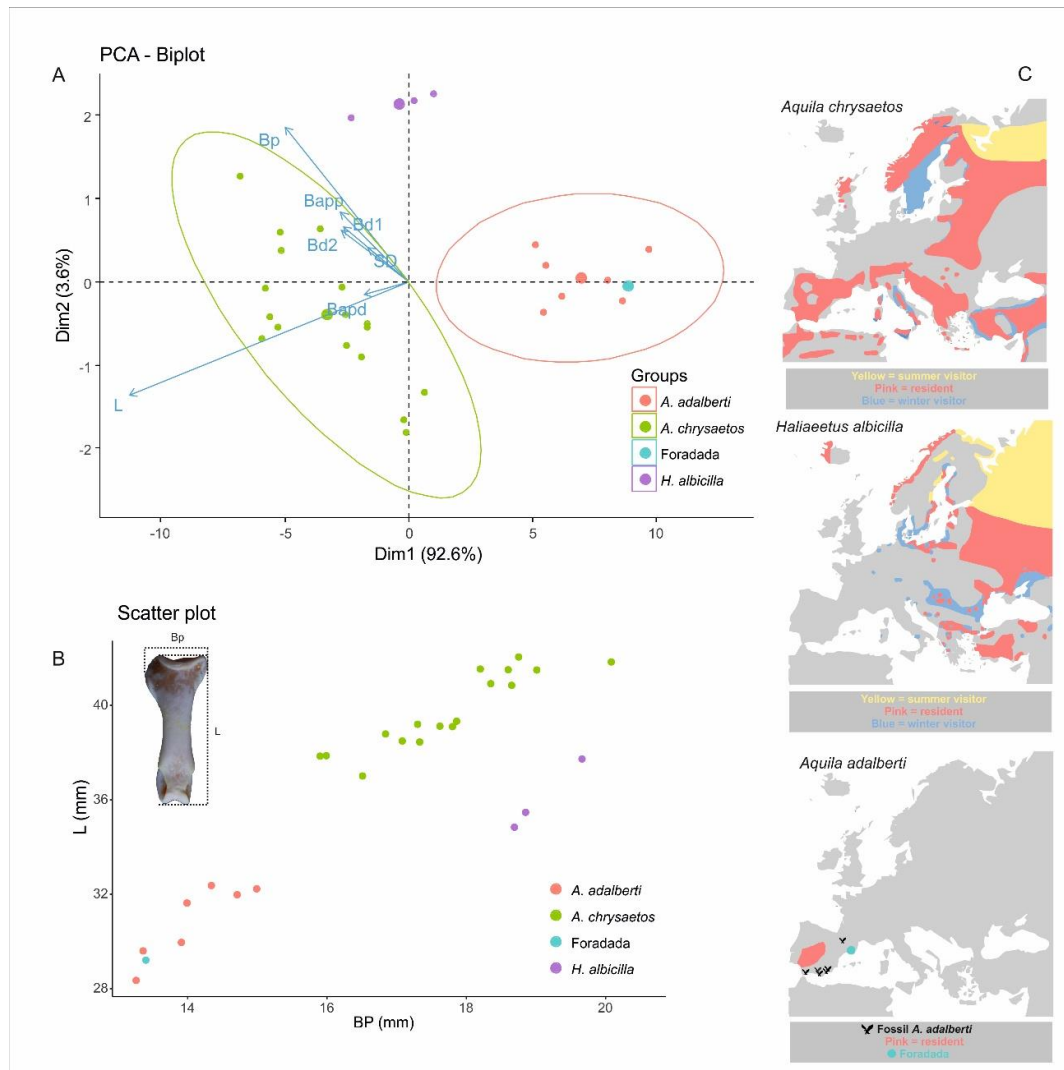 PCA - Biplot
A
2
1
0
-1
-2
Dim2 (3.6%)
Bp
Bapp
Bd1
Bd2
SD
Bapd
L
Groups
A. adalberti
A. chrysaetos
Foradada
H. albicilla
-10
-5
0
5
10
Dim1 (92.6%)
Scatter plot
B
Bp
L
40
36
32
28
L (mm)
A. adalberti
A. chrysaetos
Foradada
H. albicilla
14
16
18
20
BP (mm)
C
Aquila chrysaetos
Yellow = summer visitor
Pink = resident
Blue = winter visitor
Haliaeetus albicilla
Yellow = summer visitor
Pink = resident
Blue = winter visitor
Aquila adalberti
Fossil A. adalberti
Pink = resident
Foradada